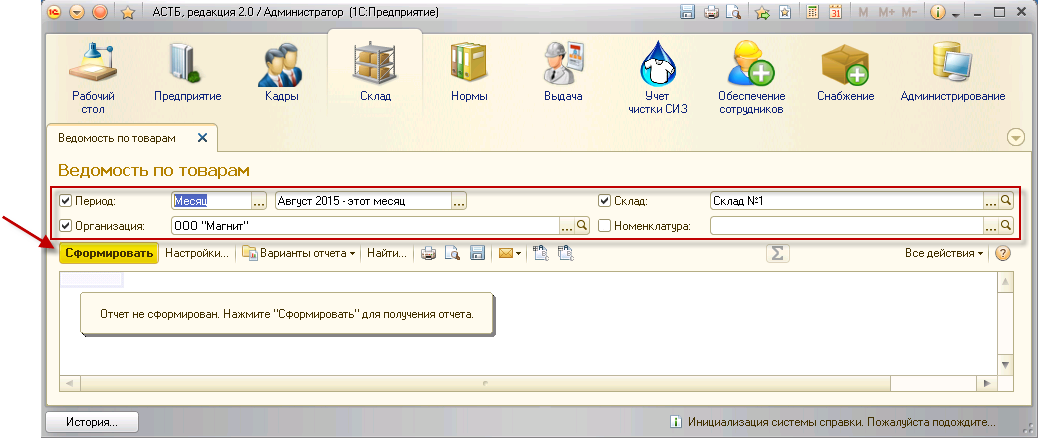 АСТБ, редакция 2.0 / Администратор (1С:Предприятие)
31 M M+ M-
Рабочий стол
Предприятие
Кадры
Склад
Нормы
Выдача
Учет чистки СИЗ
Обеспечение сотрудников
Снабжение
Администрирование
Ведомость по товарам
Ведомость по товарам
Период: Месяц ... Август 2015 - этот месяц ... Склад: Склад №1 ...
Организация: ООО "Магнит" ... Номенклатура: ...
Сформировать Настройки... Варианты отчета Найти... Σ Все действия ?
Отчет не сформирован. Нажмите "Сформировать" для получения отчета.
История... i Инициализация системы справки. Пожалуйста подождите...